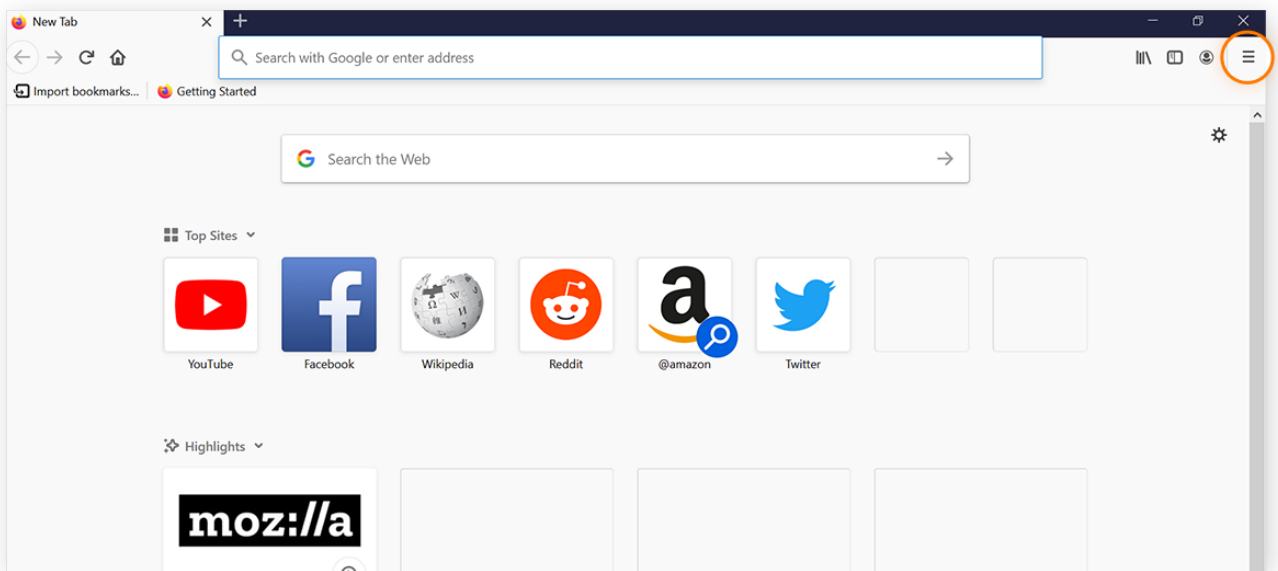 New Tab
Search with Google or enter address
Import bookmarks... Getting Started
Search the Web
Top Sites
YouTube Facebook Wikipedia Reddit @amazon Twitter
Highlights
moz://a